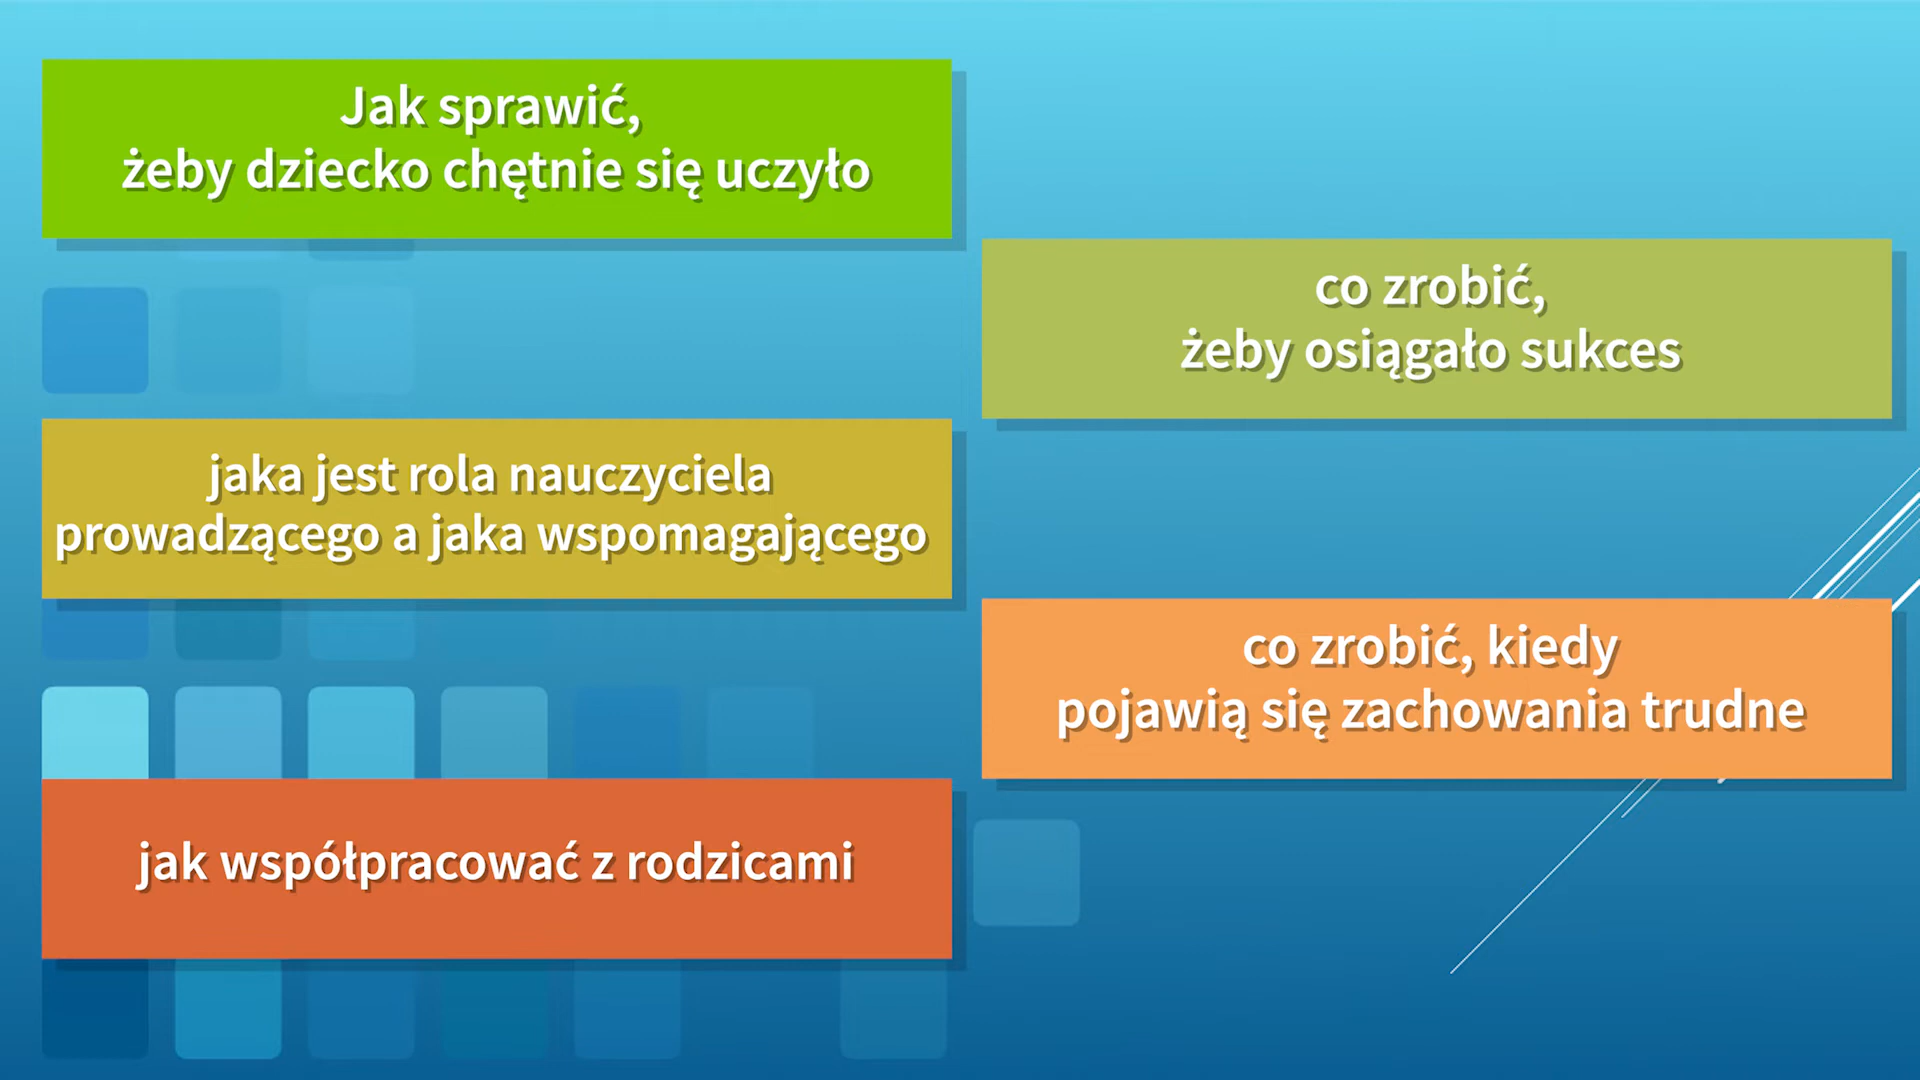 Jak sprawić,
żeby dziecko chętnie się uczyło
co zrobić,
żeby osiągało sukces
jaka jest rola nauczyciela
prowadzącego a jaka wspomagającego
co zrobić, kiedy
pojawią się zachowania trudne
jak współpracować z rodzicami